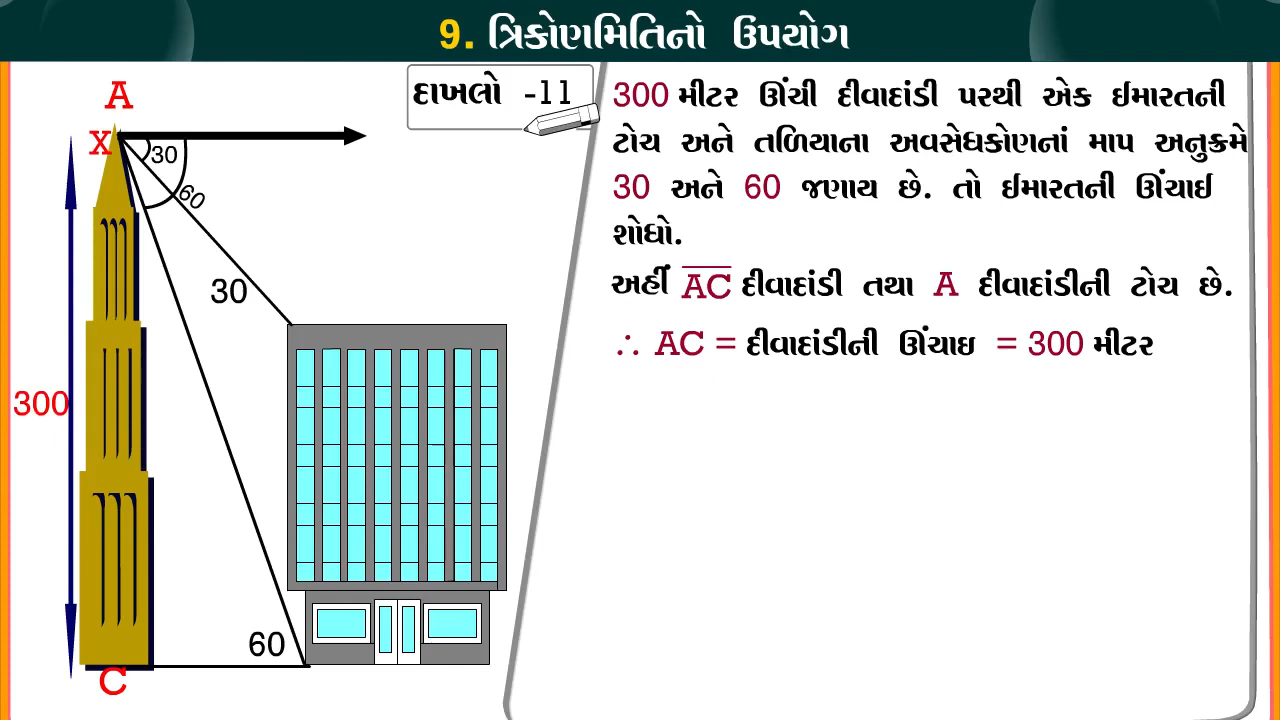 9. ત્રિકોણમિતિનો ઉપયોગ
દાખલો -11
300 મીટર ઊંચી દીવાદાંડી પરથી એક ઈમારતની
ટોચ અને તળિયાના અવસેધકોણનાં માપ અનુક્રમે
30 અને 60 જણાય છે. તો ઈમારતની ઊંચાઈ
શોધો.
અહીં AC દીવાદાંડી તથા A દીવાદાંડીની ટોચ છે.
∴ AC = દીવાદાંડીની ઊંચાઇ = 300 મીટર
A
X
30
60
30
300
60
C